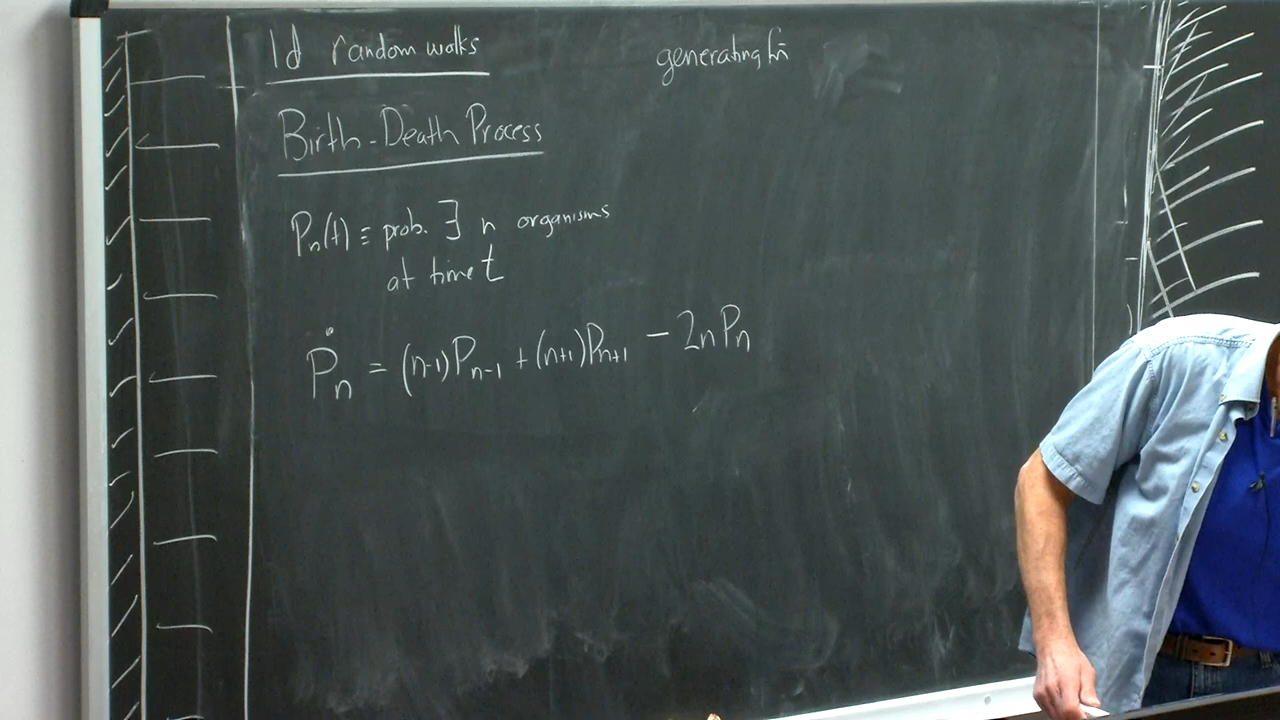 1d random walks
generating fn
Birth-Death Process
Pn(t) ≡ prob. ∃ n organisms
at time t
Ṗn = (n-1)Pn-1 + (n+1)Pn+1 - 2nPn